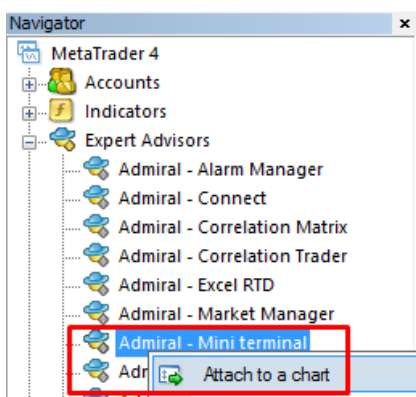 Navigator
MetaTrader 4
Accounts
Indicators
Expert Advisors
Admiral - Alarm Manager
Admiral - Connect
Admiral - Correlation Matrix
Admiral - Correlation Trader
Admiral - Excel RTD
Admiral - Market Manager
Admiral - Mini terminal
Adr Attach to a chart